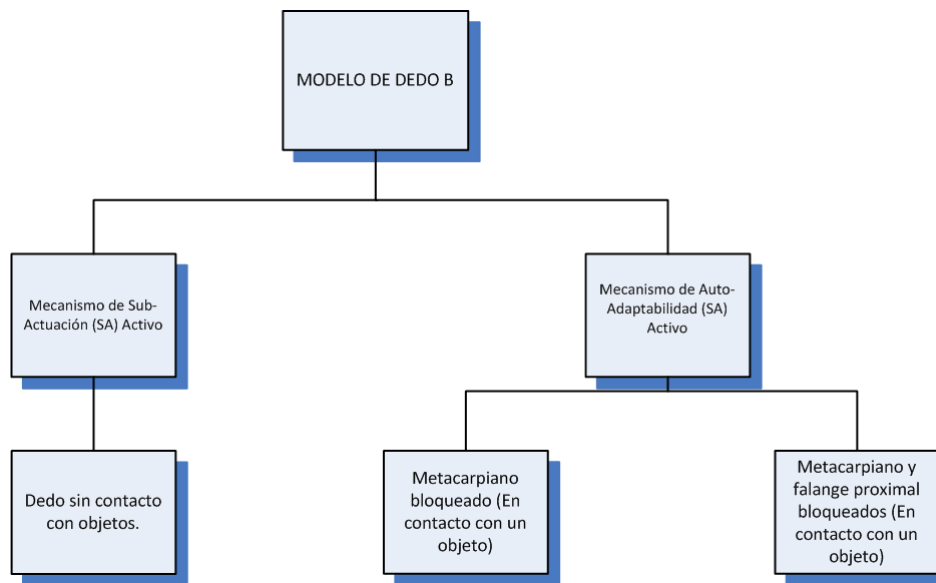 MODELO DE DEDO B
Mecanismo de Sub-
Actuación (SA) Activo
Mecanismo de Auto-
Adaptabilidad (SA)
Activo
Dedo sin contacto
con objetos.
Metacarpiano
bloqueado (En
contacto con un
objeto)
Metacarpiano y
falange proximal
bloqueados (En
contacto con un
objeto)